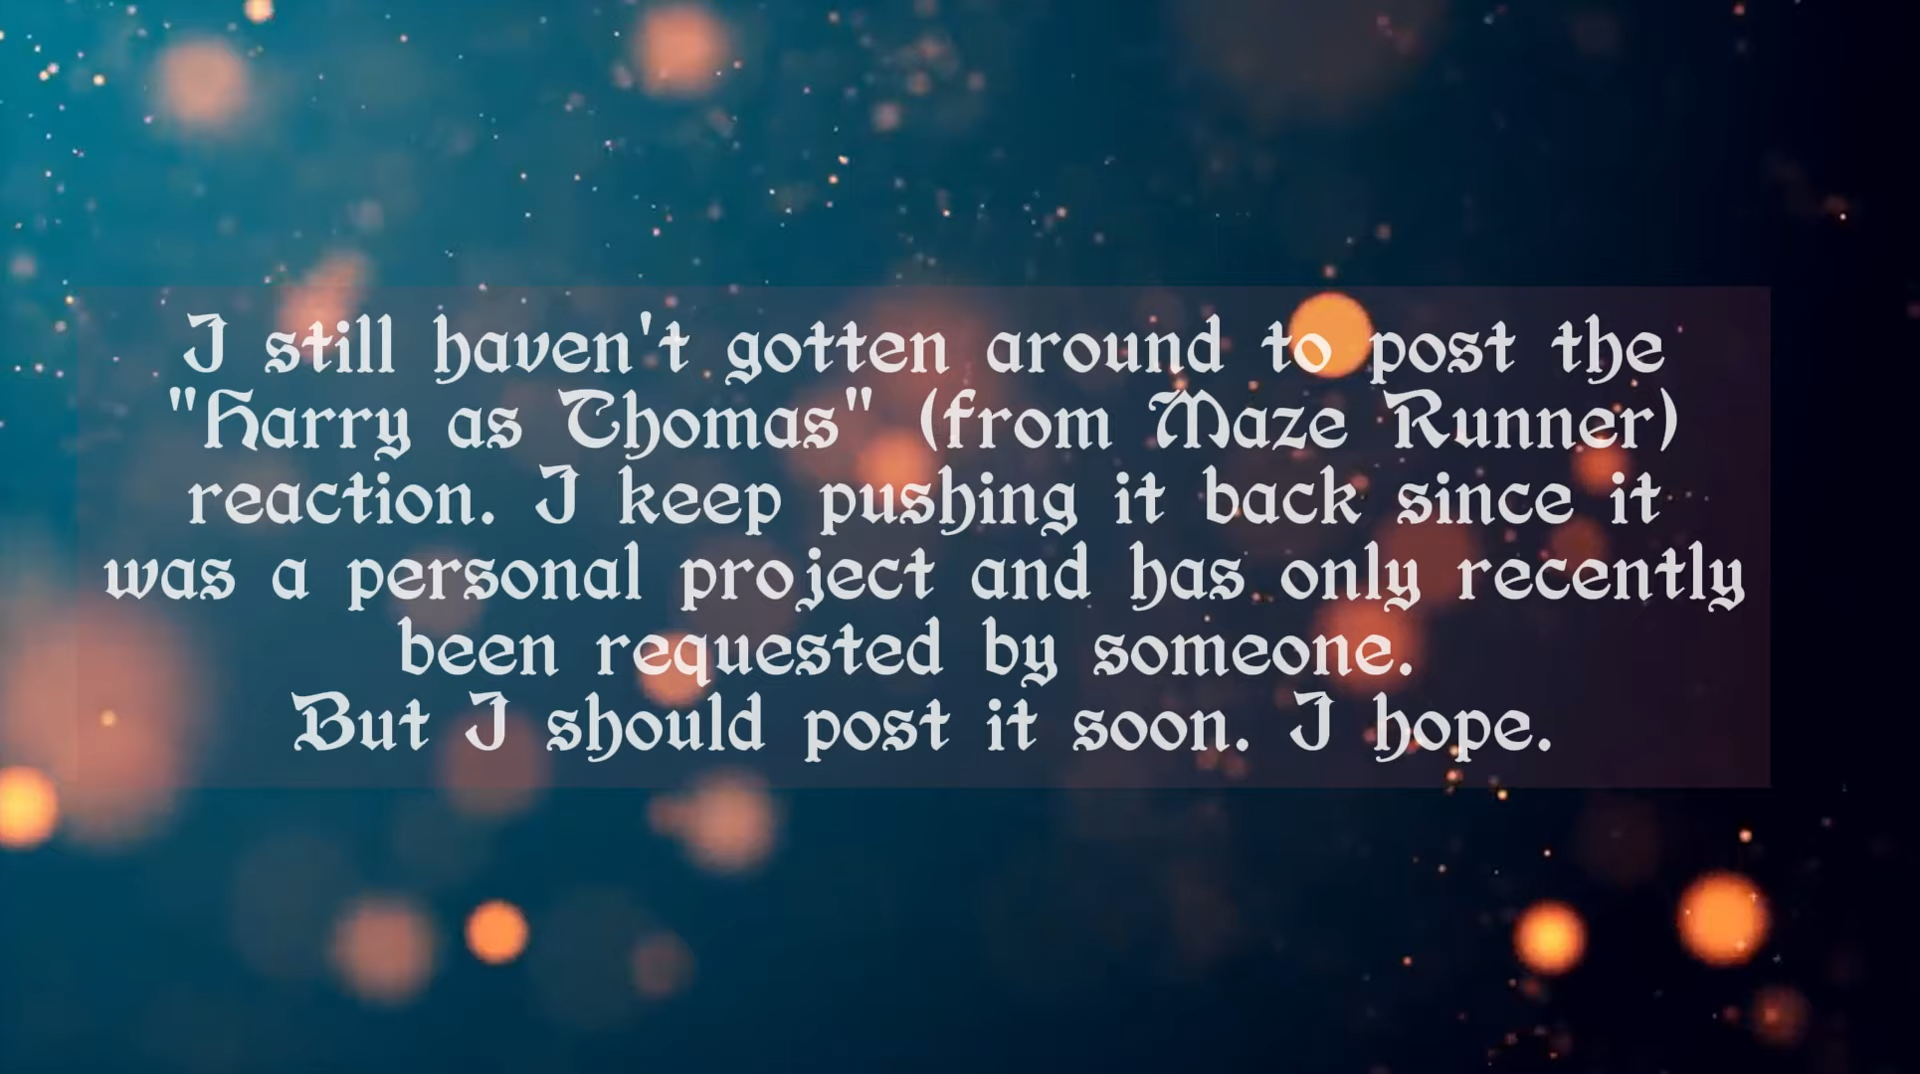 I still haven't gotten around to post the
"Harry as Thomas" (from Maze Runner)
reaction. I keep pushing it back since it
was a personal project and has only recently
been requested by someone.
But I should post it soon. I hope.